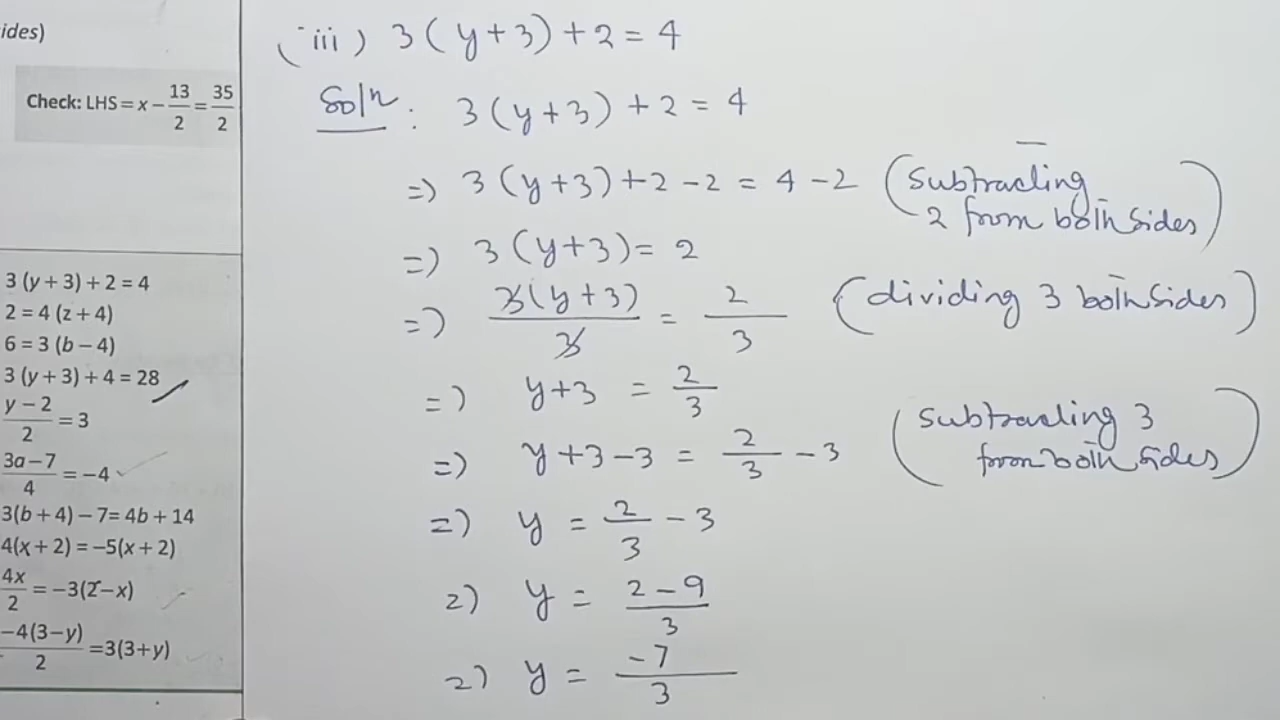 ides)
Check: LHS = x − 13/2 = 35/2
3 (y + 3) + 2 = 4
2 = 4 (z + 4)
6 = 3 (b − 4)
3 (y + 3) + 4 = 28
(y − 2)/2 = 3
(3a − 7)/4 = −4
3(b + 4) − 7= 4b + 14
4(x + 2) = −5(x + 2)
4x/2 = −3(2−x)
−4(3−y)/2 =3(3+y)
(iii) 3(y+3)+2=4
Soln: 3(y+3)+2=4
=) 3(y+3)+2-2=4-2 (Subtracting
2 from both Sides)
=) 3(y+3)=2
=) 3(y+3)/3 = 2/3 (dividing 3 both Sides)
=) y+3 = 2/3
=) y+3-3 = 2/3 -3 (Subtracting 3
from both Sides)
=) y = 2/3 - 3
=) y = (2-9)/3
=) y = -7/3